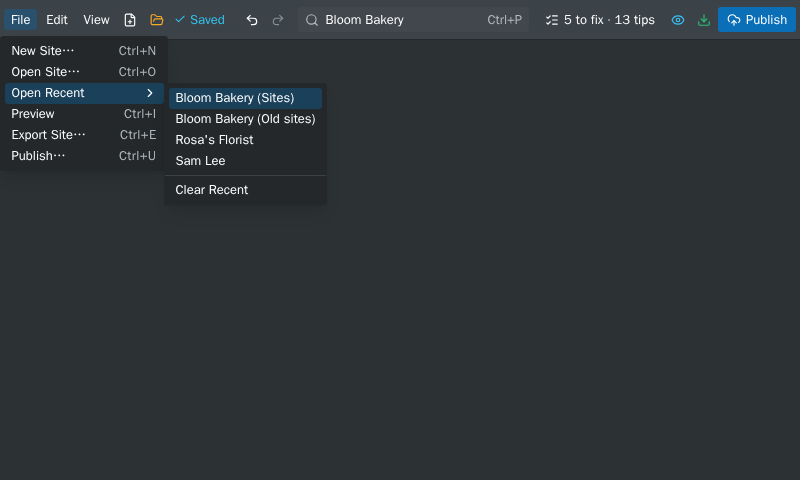 File Edit View Saved Bloom Bakery Ctrl+P 5 to fix · 13 tips Publish
New Site··· Ctrl+N
Open Site··· Ctrl+O
Open Recent
Preview Ctrl+I
Export Site··· Ctrl+E
Publish··· Ctrl+U
Bloom Bakery (Sites)
Bloom Bakery (Old sites)
Rosa's Florist
Sam Lee
Clear Recent